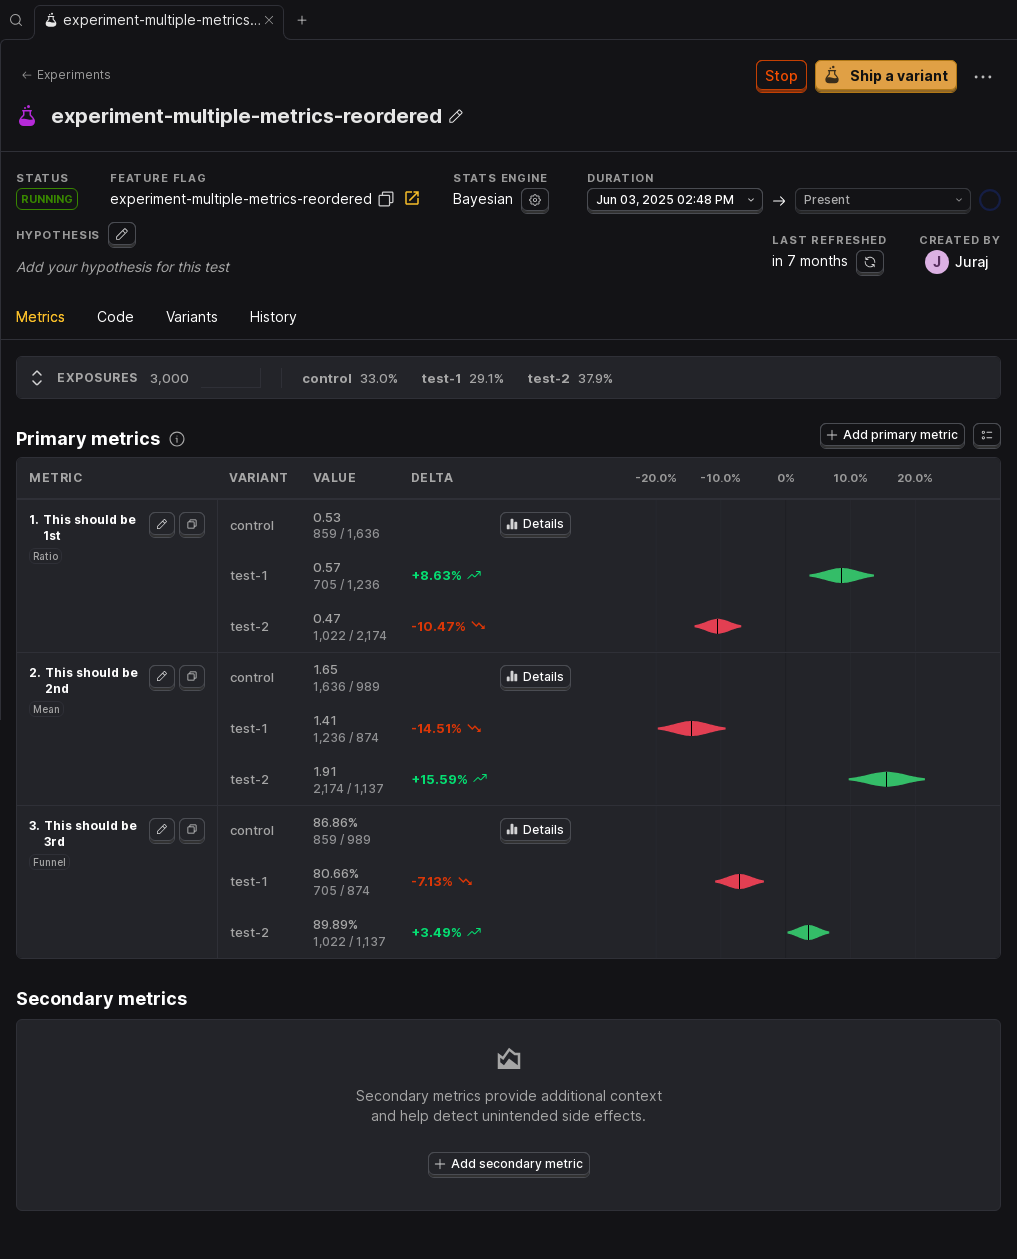 experiment-multiple-metrics...
Experiments
Stop
Ship a variant
experiment-multiple-metrics-reordered
STATUS
RUNNING
FEATURE FLAG
experiment-multiple-metrics-reordered
STATS ENGINE
Bayesian
DURATION
Jun 03, 2025 02:48 PM
Present
HYPOTHESIS
Add your hypothesis for this test
LAST REFRESHED
in 7 months
CREATED BY
J Juraj
Metrics Code Variants History
EXPOSURES 3,000 control 33.0% test-1 29.1% test-2 37.9%
Primary metrics
Add primary metric
METRIC VARIANT VALUE DELTA -20.0% -10.0% 0% 10.0% 20.0%
1. This should be
1st
Ratio
control 0.53
859 / 1,636
Details
test-1 0.57
705 / 1,236
+8.63%
test-2 0.47
1,022 / 2,174
-10.47%
2. This should be
2nd
Mean
control 1.65
1,636 / 989
Details
test-1 1.41
1,236 / 874
-14.51%
test-2 1.91
2,174 / 1,137
+15.59%
3. This should be
3rd
Funnel
control 86.86%
859 / 989
Details
test-1 80.66%
705 / 874
-7.13%
test-2 89.89%
1,022 / 1,137
+3.49%
Secondary metrics
Secondary metrics provide additional context
and help detect unintended side effects.
Add secondary metric